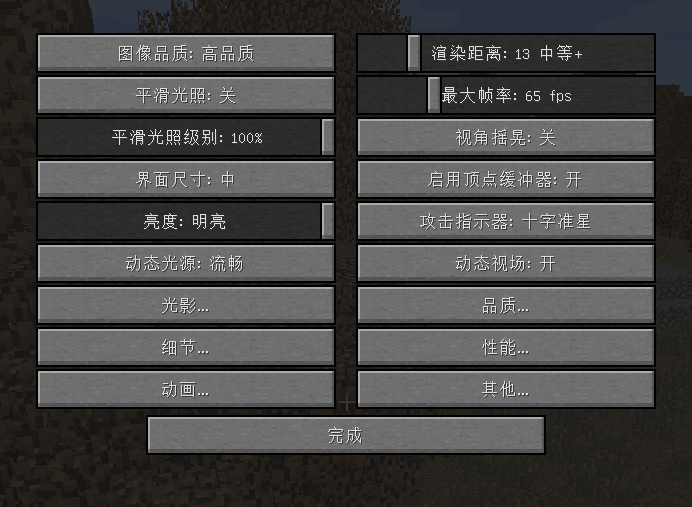 图像品质: 高品质
渲染距离: 13 中等+
平滑光照: 关
最大帧率: 65 fps
平滑光照级别: 100%
视角摇晃: 关
界面尺寸: 中
启用顶点缓冲器: 开
亮度: 明亮
攻击指示器: 十字准星
动态光源: 流畅
动态视场: 开
光影...
品质...
细节...
性能...
动画...
其他...
完成